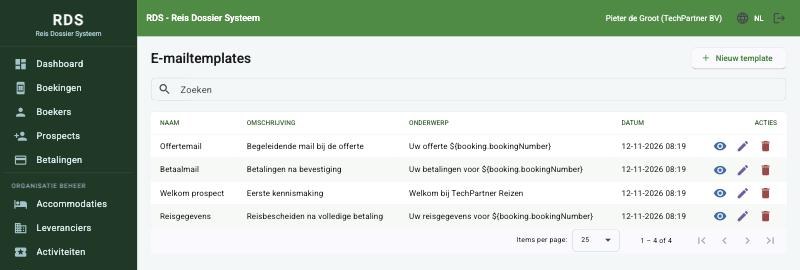 RDS
Reis Dossier Systeem
Dashboard
Boekingen
Boekers
Prospects
Betalingen
ORGANISATIE BEHEER
Accommodaties
Leveranciers
Activiteiten
RDS - Reis Dossier Systeem
Pieter de Groot (TechPartner BV)
NL
E-mailtemplates
+ Nieuw template
Zoeken
NAAM OMSCHRIJVING ONDERWERP DATUM ACTIES
Offertemail Begeleidende mail bij de offerte Uw offerte ${booking.bookingNumber} 12-11-2026 08:19
Betaalmail Betalingen na bevestiging Uw betalingen voor ${booking.bookingNumber} 12-11-2026 08:19
Welkom prospect Eerste kennismaking Welkom bij TechPartner Reizen 12-11-2026 08:19
Reisgegevens Reisbescheiden na volledige betaling Uw reisgegevens voor ${booking.bookingNumber} 12-11-2026 08:19
Items per page: 25 1 – 4 of 4